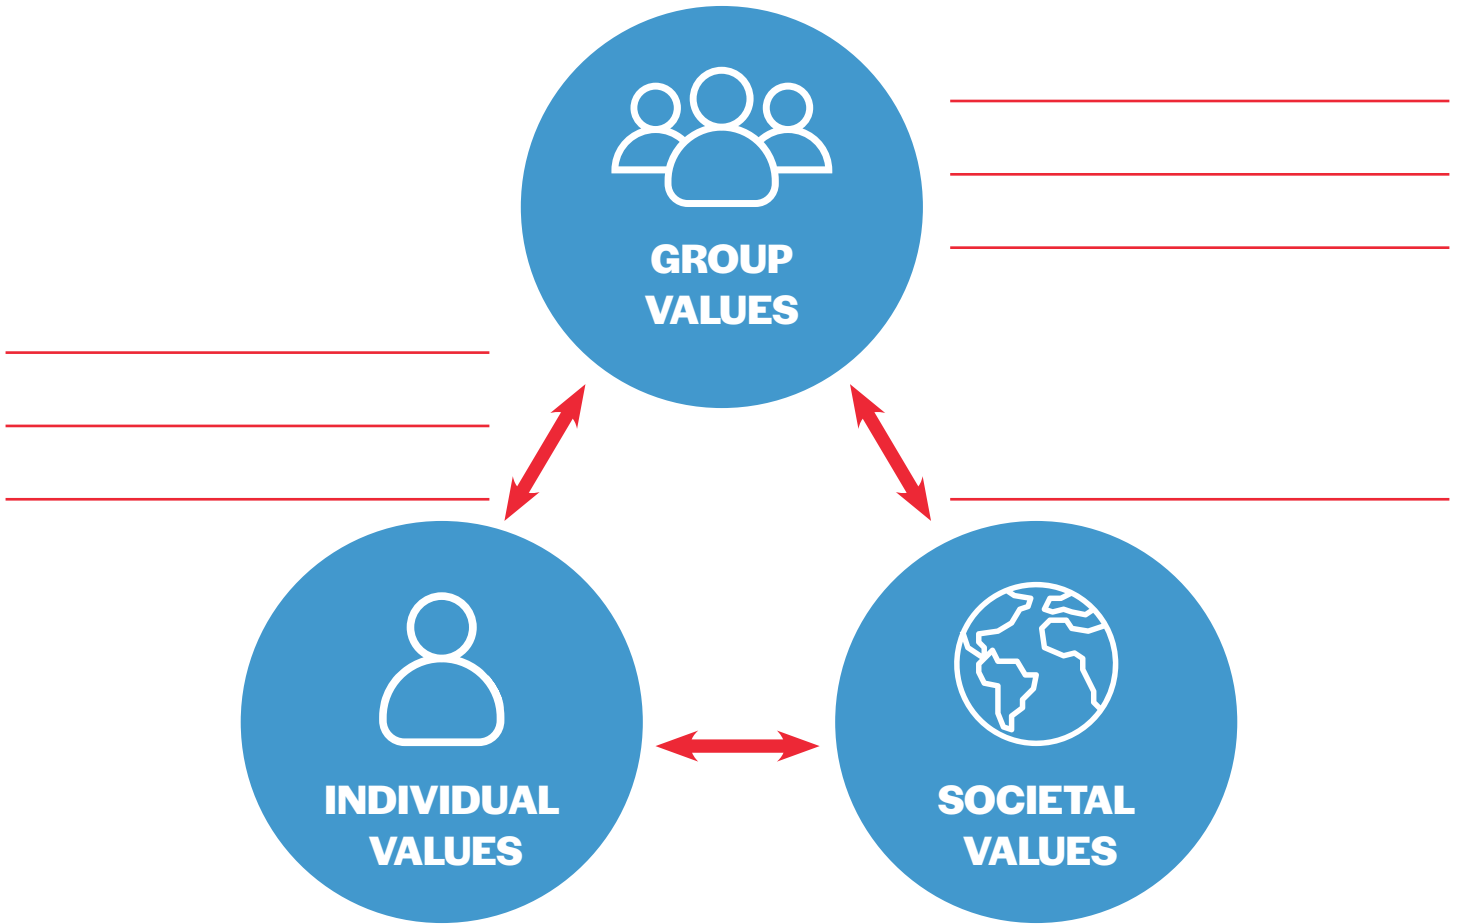 GROUP
VALUES
INDIVIDUAL
VALUES
SOCIETAL
VALUES